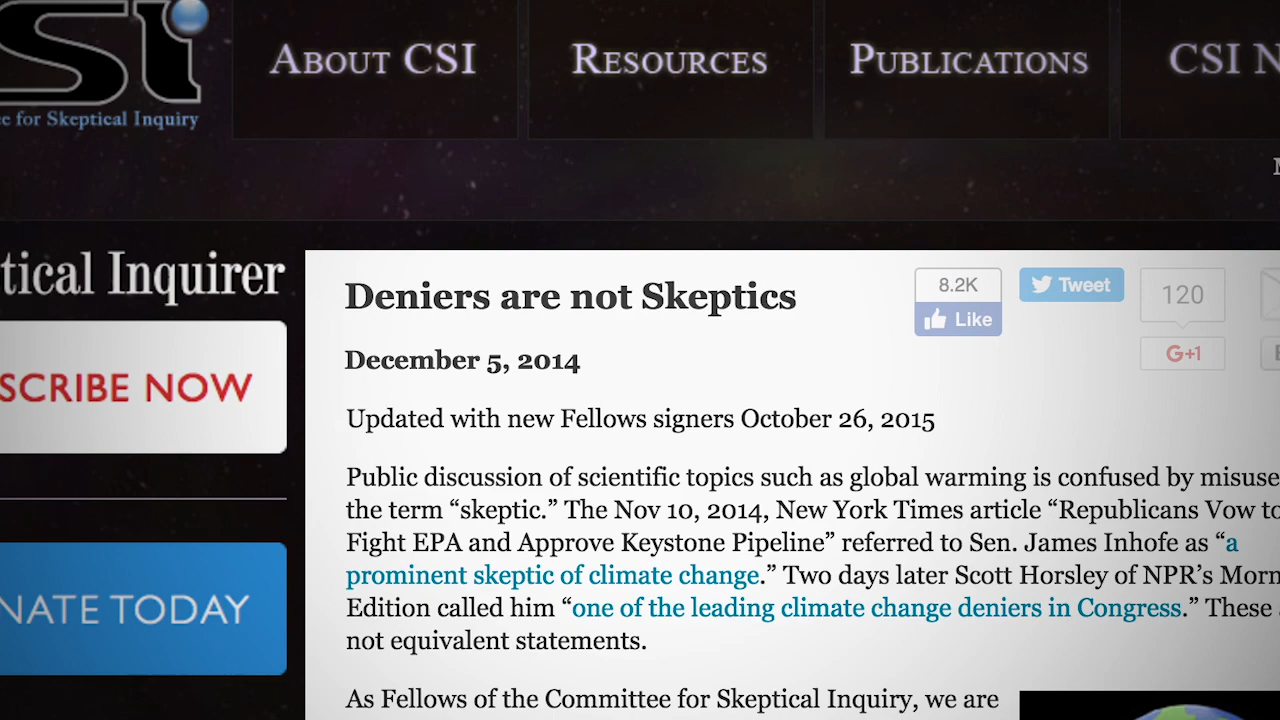 ABOUT CSI
RESOURCES
PUBLICATIONS
CSI
for Skeptical Inquiry
Inquirer
Deniers are not Skeptics
8.2K
Like
Tweet
120
G+1
December 5, 2014
NOW
Updated with new Fellows signers October 26, 2015
TODAY
Public discussion of scientific topics such as global warming is confused by misuse
the term “skeptic.” The Nov 10, 2014, New York Times article “Republicans Vow to
Fight EPA and Approve Keystone Pipeline” referred to Sen. James Inhofe as “a
prominent skeptic of climate change.” Two days later Scott Horsley of NPR’s Morn
Edition called him “one of the leading climate change deniers in Congress.” These
not equivalent statements.
As Fellows of the Committee for Skeptical Inquiry, we are